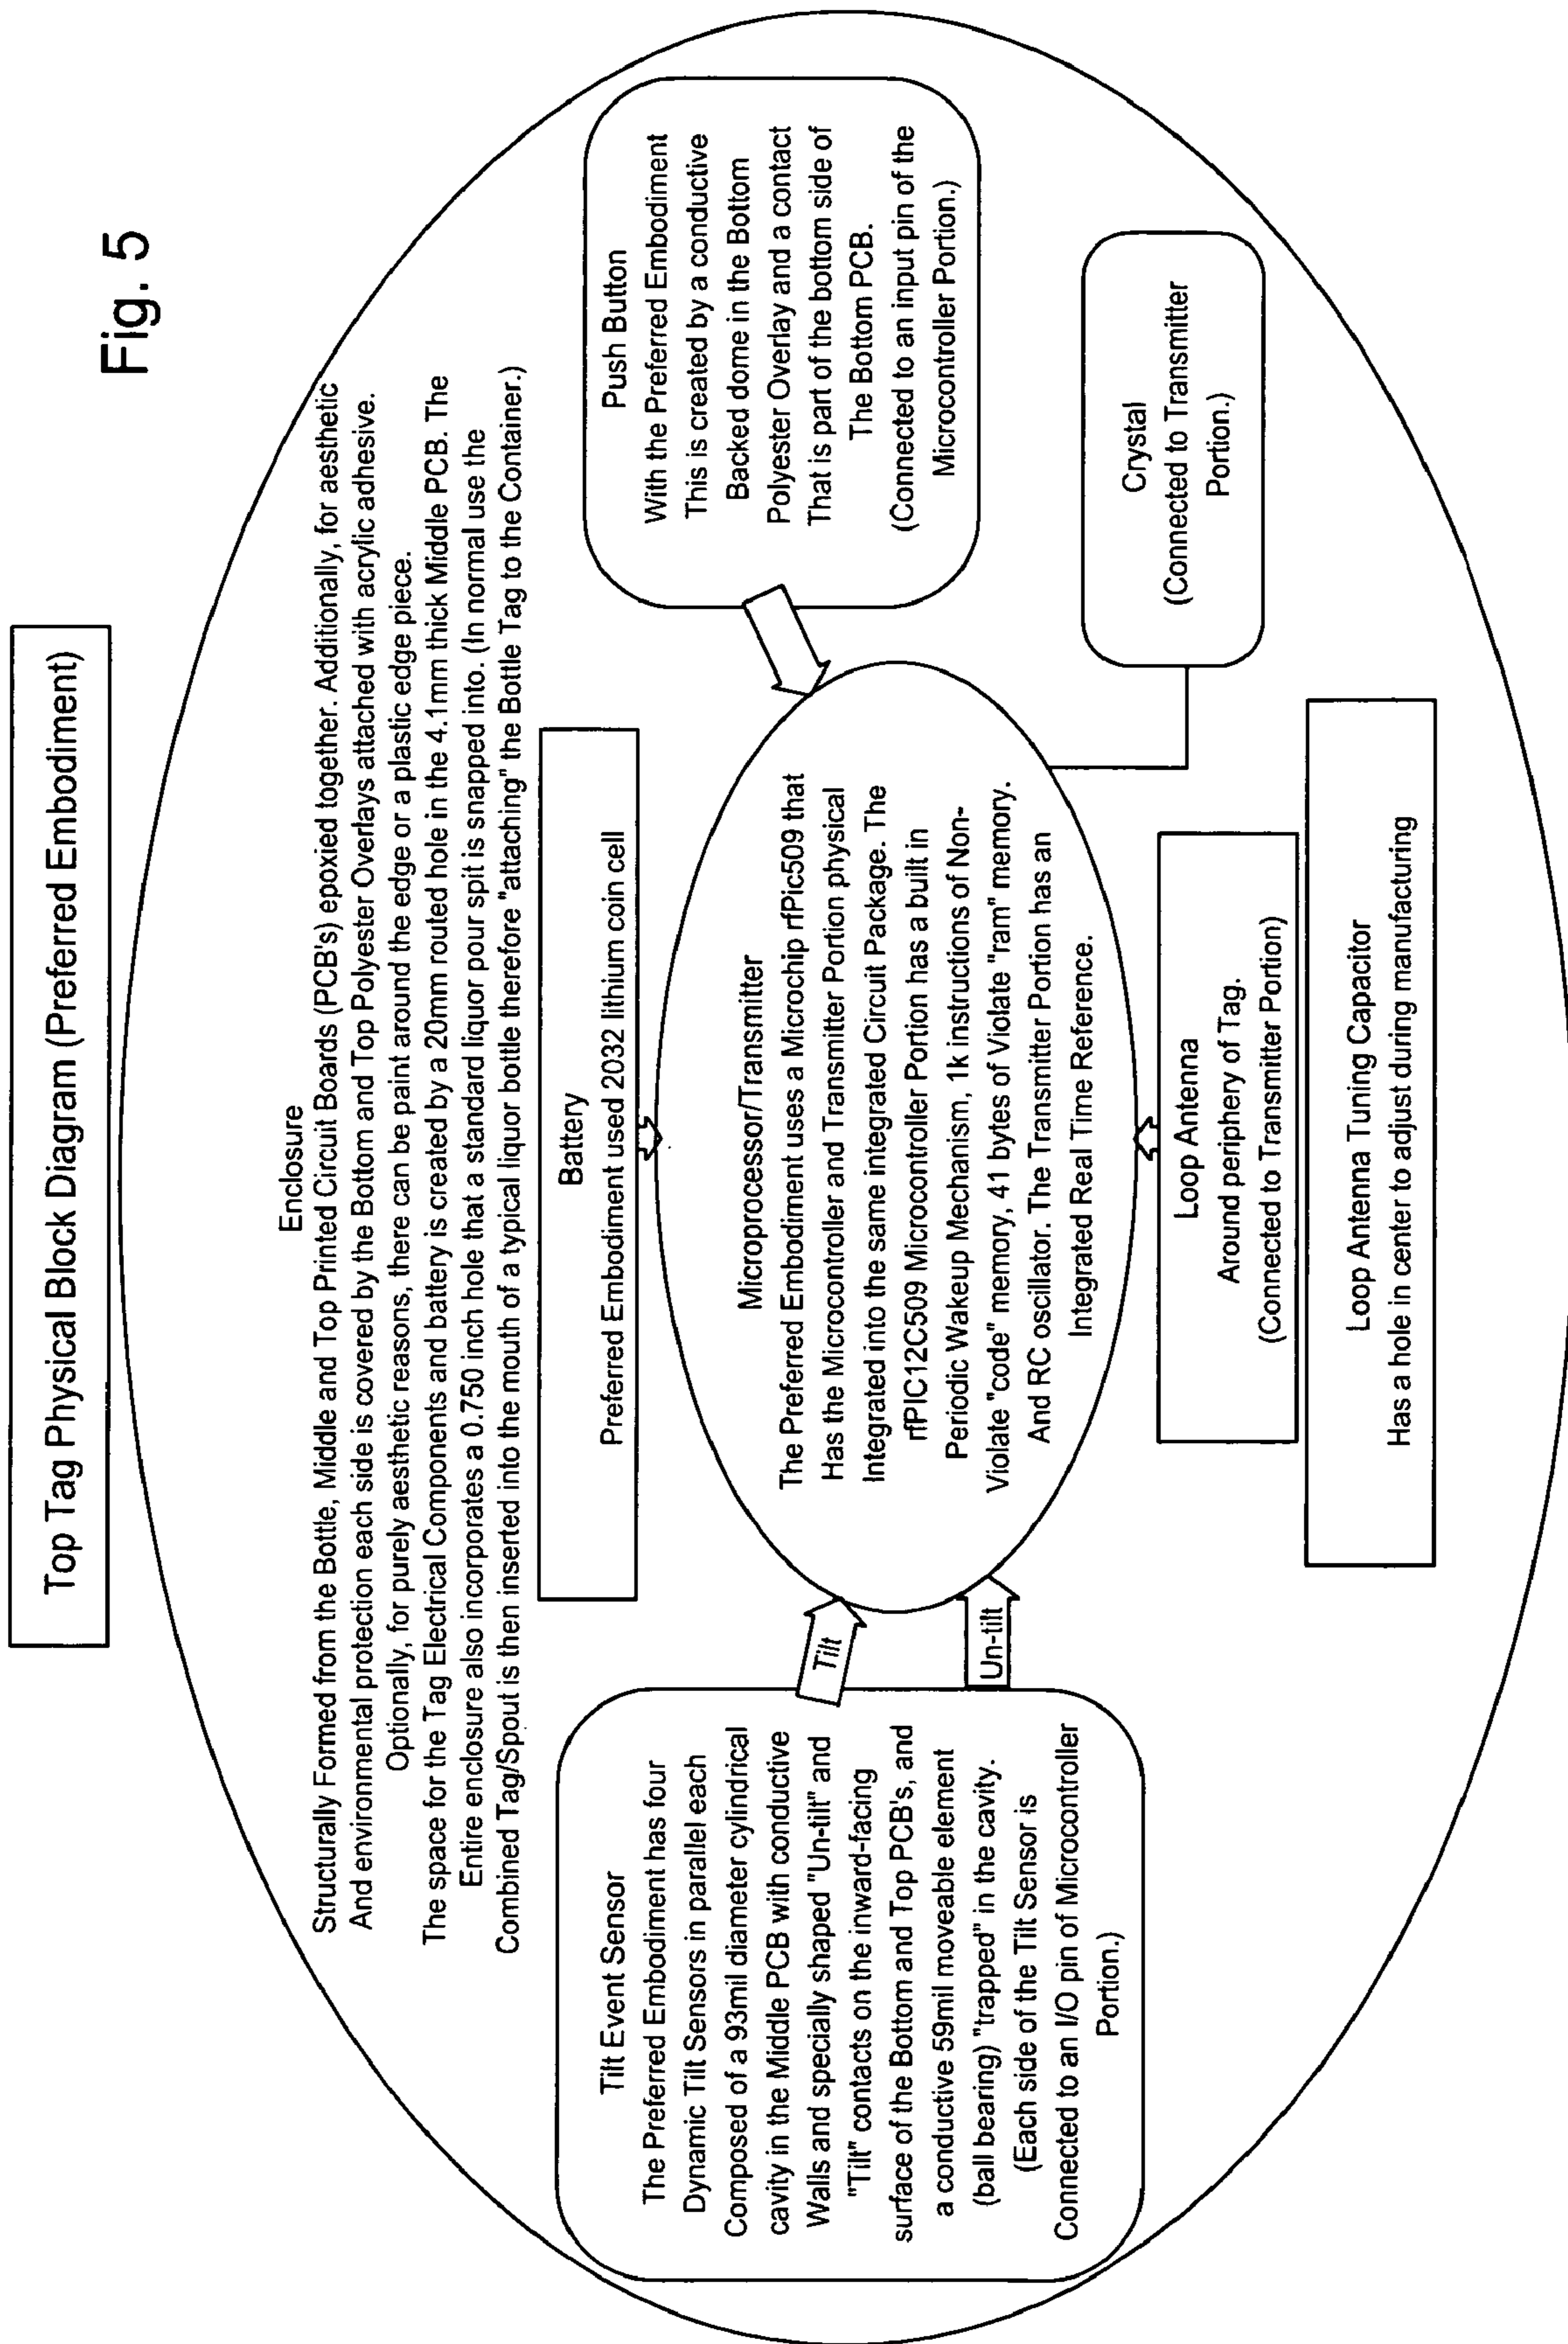 Top Tag Physical Block Diagram (Preferred Embodiment)
Fig. 5
Enclosure
Structurally Formed from the Bottle, Middle and Top Printed Circuit Boards (PCB's) epoxied together. Additionally, for aesthetic
And environmental protection each side is covered by the Bottom and Top Polyester Overlays attached with acrylic adhesive.
Optionally, for purely aesthetic reasons, there can be paint around the edge or a plastic edge piece.
The space for the Tag Electrical Components and battery is created by a 20mm routed hole in the 4.1mm thick Middle PCB. The
Entire enclosure also incorporates a 0.750 inch hole that a standard liquor pour spit is snapped into. (In normal use the
Combined Tag/Spout is then inserted into the mouth of a typical liquor bottle therefore "attaching" the Bottle Tag to the Container.)
Battery
Preferred Embodiment used 2032 lithium coin cell
Tilt Event Sensor
The Preferred Embodiment has four
Dynamic Tilt Sensors in parallel each
Composed of a 93mil diameter cylindrical
cavity in the Middle PCB with conductive
Walls and specially shaped "Un-tilt" and
"Tilt" contacts on the inward-facing
surface of the Bottom and Top PCB's, and
a conductive 59mil moveable element
(ball bearing) "trapped" in the cavity.
(Each side of the Tilt Sensor is
Connected to an I/O pin of Microcontroller
Portion.)
Tilt
Un-tilt
Microprocessor/Transmitter
The Preferred Embodiment uses a Microchip rfPic509 that
Has the Microcontroller and Transmitter Portion physical
Integrated into the same integrated Circuit Package. The
rfPIC12C509 Microcontroller Portion has a built in
Periodic Wakeup Mechanism, 1k instructions of Non-
Violate "code" memory, 41 bytes of Violate "ram" memory.
And RC oscillator. The Transmitter Portion has an
Integrated Real Time Reference.
Push Button
With the Preferred Embodiment
This is created by a conductive
Backed dome in the Bottom
Polyester Overlay and a contact
That is part of the bottom side of
The Bottom PCB.
(Connected to an input pin of the
Microcontroller Portion.)
Crystal
(Connected to Transmitter
Portion.)
Loop Antenna
Around periphery of Tag.
(Connected to Transmitter Portion)
Loop Antenna Tuning Capacitor
Has a hole in center to adjust during manufacturing